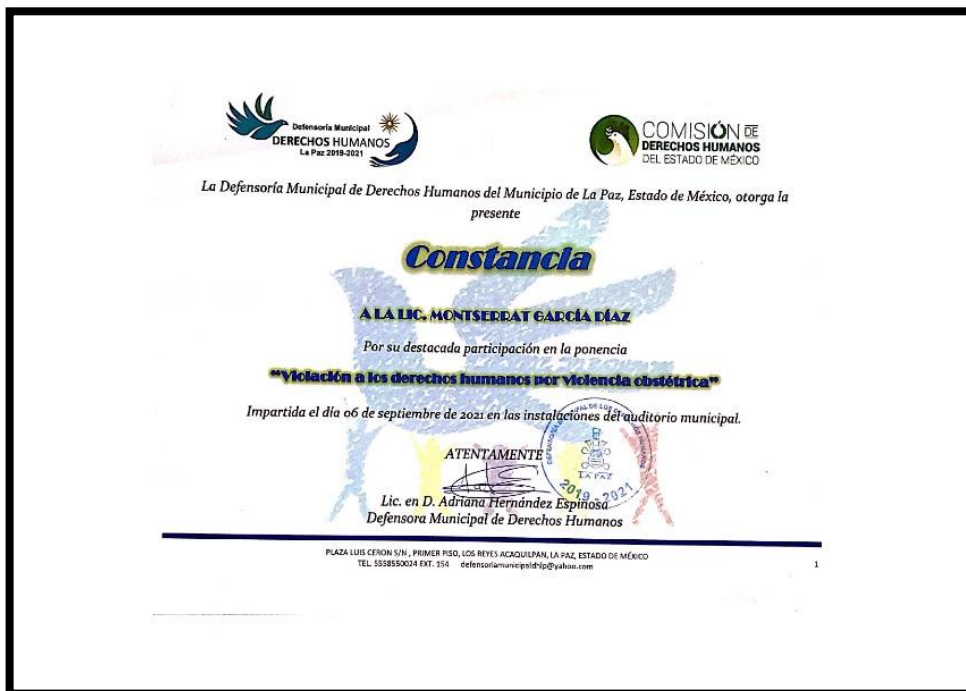 Defensoría Municipal
DERECHOS HUMANOS
La Paz 2019-2021
COMISIÓN DE
DERECHOS HUMANOS
DEL ESTADO DE MÉXICO
La Defensoría Municipal de Derechos Humanos del Municipio de La Paz, Estado de México, otorga la
presente
Constancia
A LA LIC. MONTSERRAT GARCÍA DÍAZ
Por su destacada participación en la ponencia
“Violación a los derechos humanos por violencia obstétrica”
Impartida el día 06 de septiembre de 2021 en las instalaciones del auditorio municipal.
ATENTAMENTE
LA PAZ
2019 - 2021
Lic. en D. Adriana Hernández Espinosa
Defensora Municipal de Derechos Humanos
PLAZA LUIS CERON S/N , PRIMER PISO, LOS REYES ACAQUILPAN, LA PAZ, ESTADO DE MÉXICO
TEL. 5558550024 EXT. 154 defensoriamunicipaldhlp@yahoo.com
1